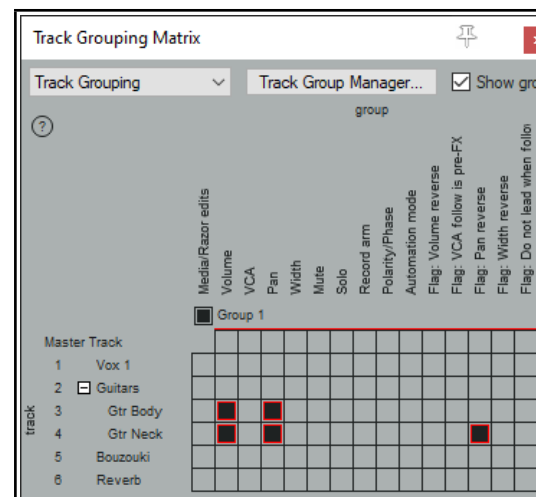 Track Grouping Matrix
Track Grouping
Track Group Manager...
Show gro
?
group
Media/Razor edits
Volume
VCA
Pan
Width
Mute
Solo
Record arm
Polarity/Phase
Automation mode
Flag: Volume reverse
Flag: VCA follow is pre-FX
Flag: Pan reverse
Flag: Width reverse
Flag: Do not lead when follow
Group 1
track
Master Track
1 Vox 1
2 Guitars
3 Gtr Body
4 Gtr Neck
5 Bouzouki
6 Reverb